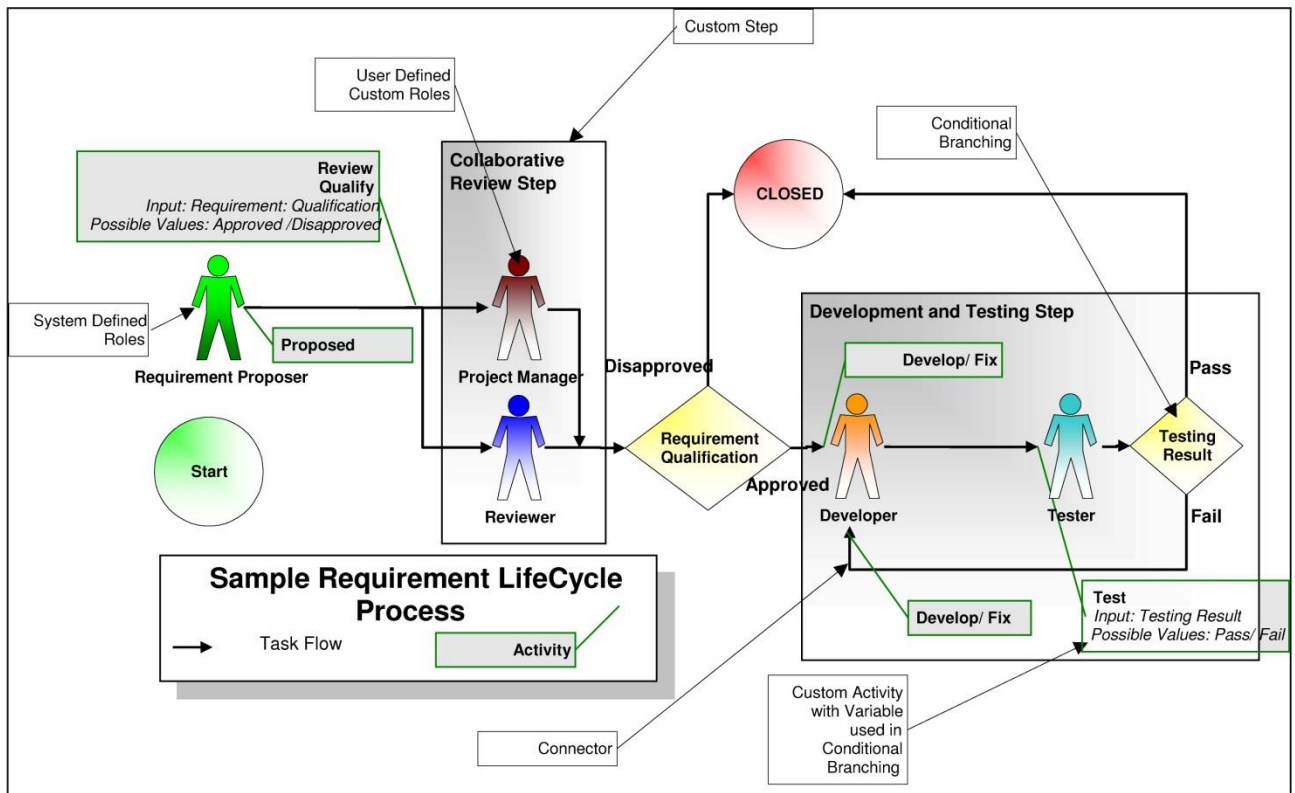 Custom Step
User Defined
Custom Roles
Conditional
Branching
Review
Qualify
Input: Requirement: Qualification
Possible Values: Approved /Disapproved
Collaborative
Review Step
CLOSED
System Defined
Roles
Proposed
Requirement Proposer
Project Manager
Disapproved
Development and Testing Step
Develop/ Fix
Pass
Start
Reviewer
Requirement
Qualification
Approved
Developer
Tester
Testing
Result
Fail
Sample Requirement LifeCycle
Process
Task Flow
Activity
Develop/ Fix
Test
Input: Testing Result
Possible Values: Pass/ Fail
Connector
Custom Activity
with Variable
used in
Conditional
Branching